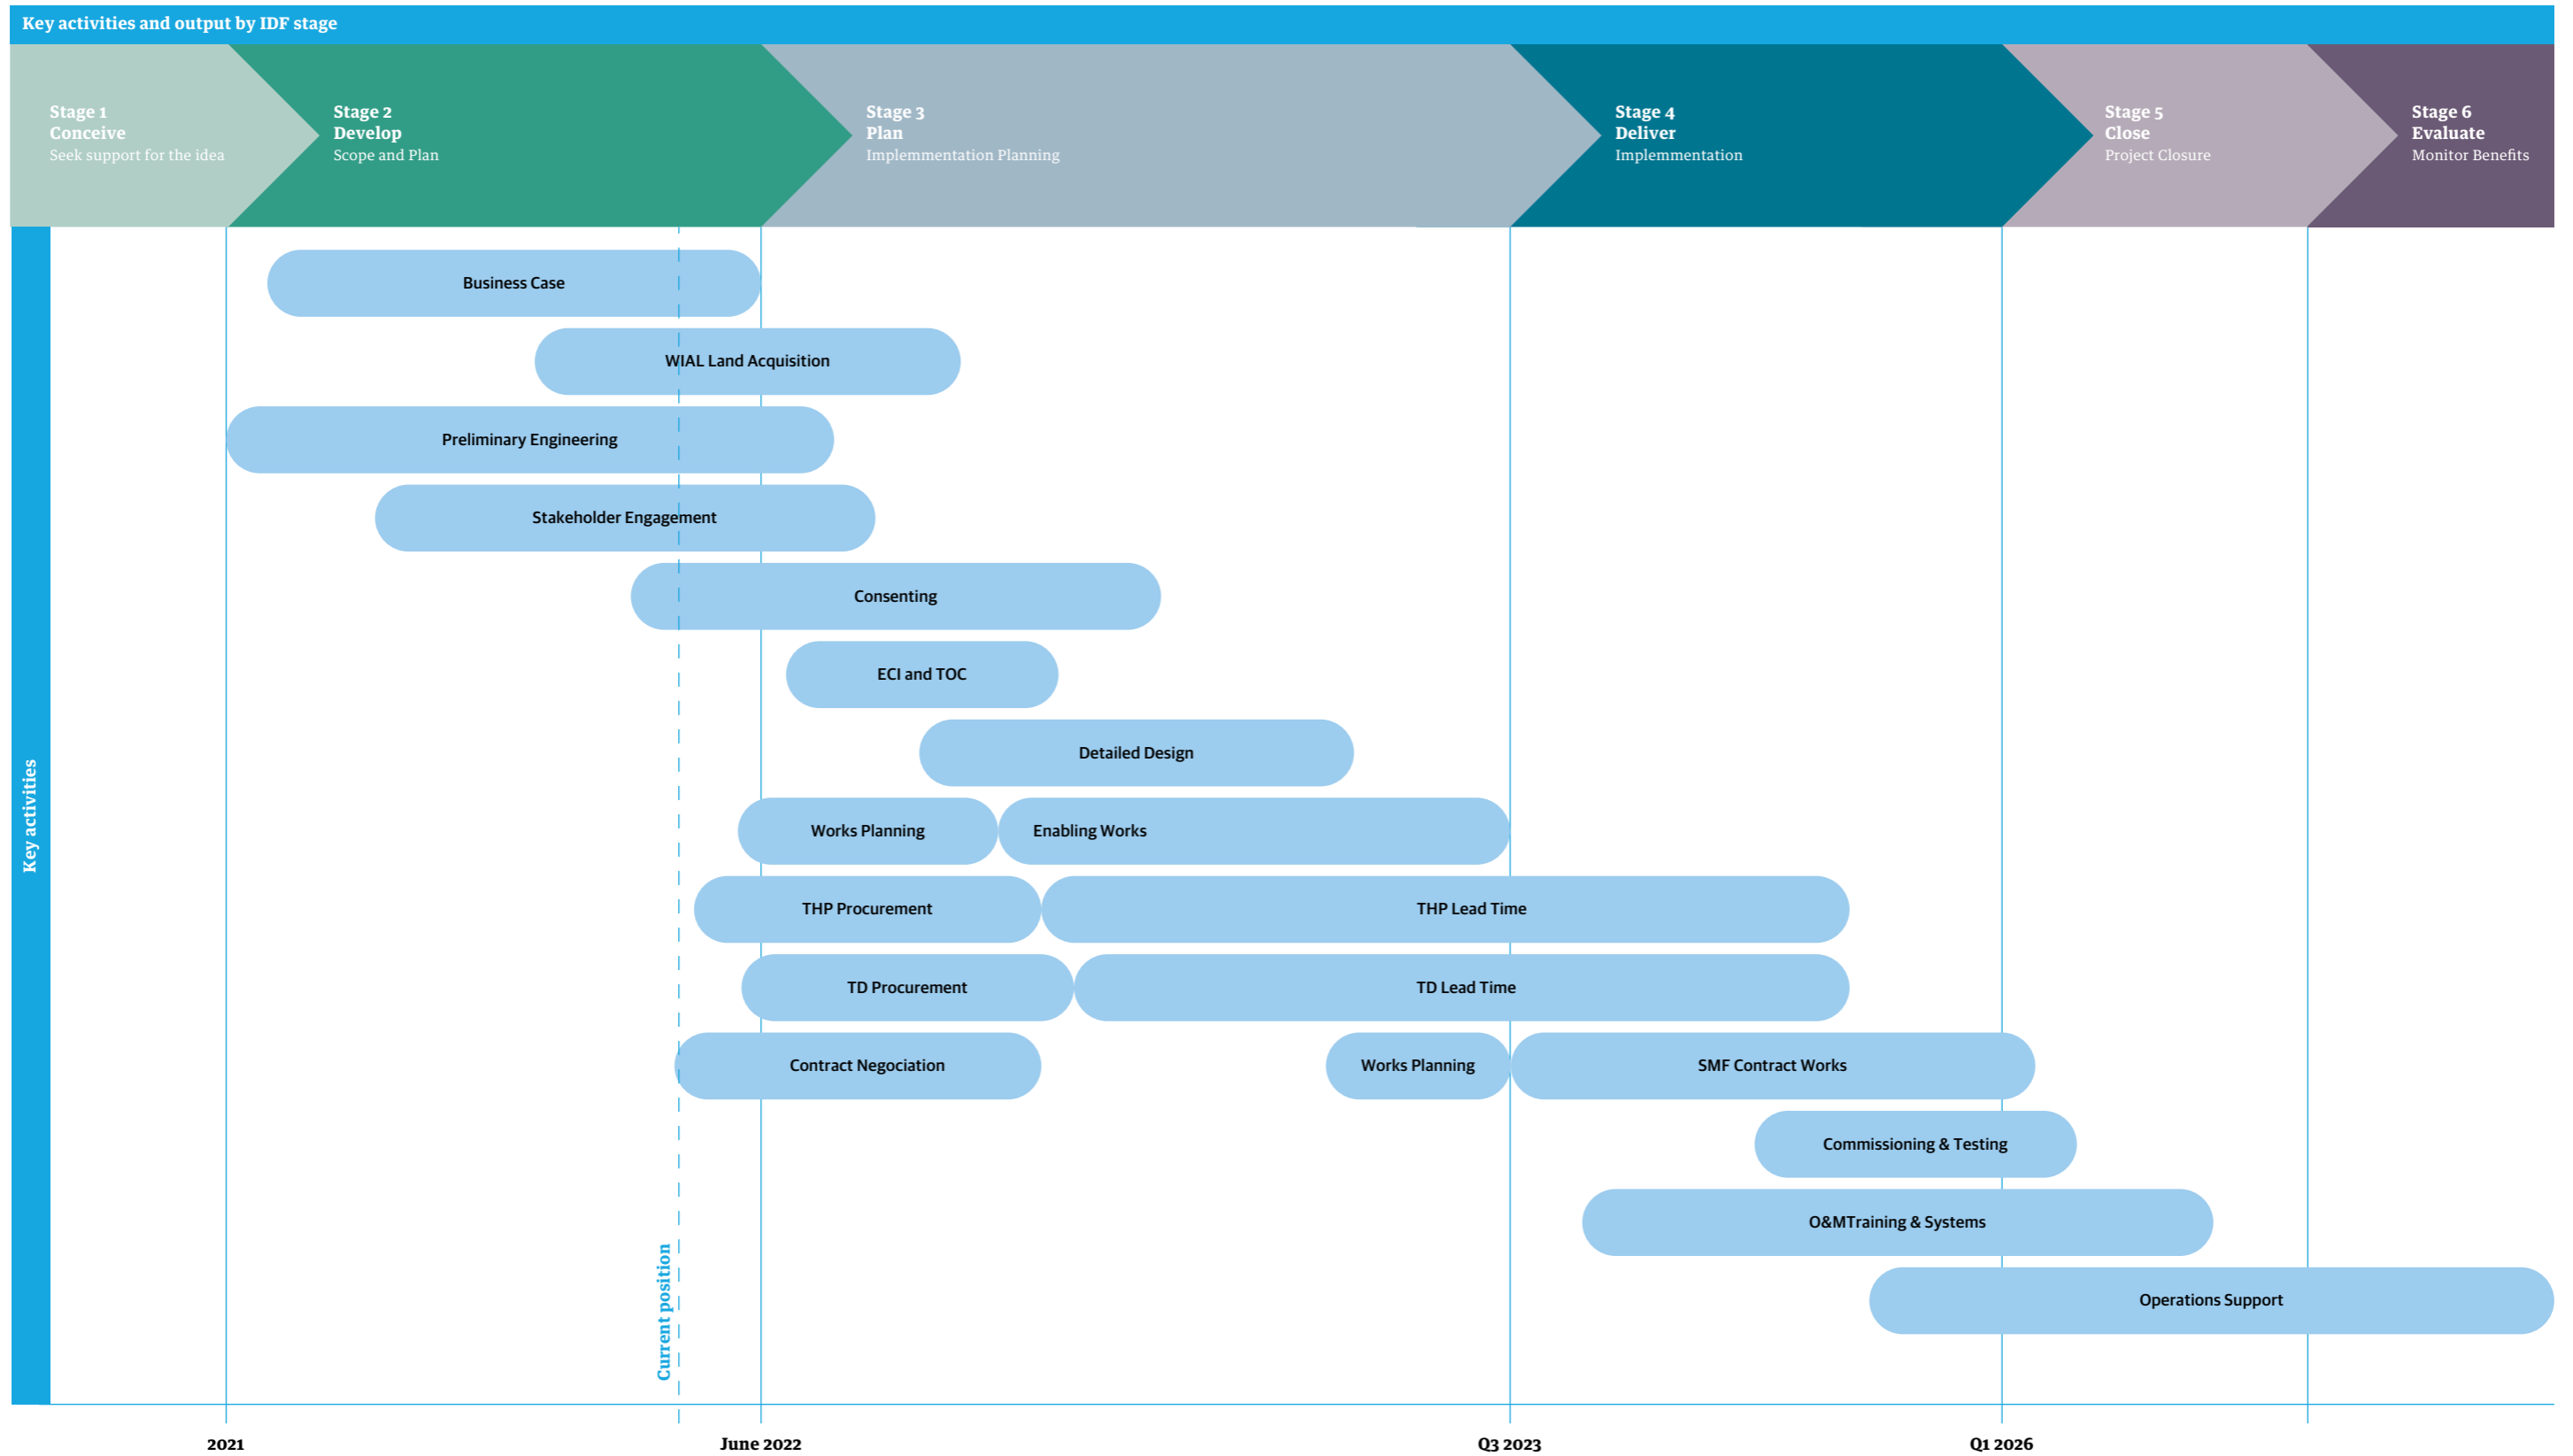 Key activities and output by IDF stage
Stage 1
Conceive
Seek support for the idea
Stage 2
Develop
Scope and Plan
Stage 3
Plan
Implemmentation Planning
Stage 4
Deliver
Implemmentation
Stage 5
Close
Project Closure
Stage 6
Evaluate
Monitor Benefits
Key activities
Business Case
WIAL Land Acquisition
Preliminary Engineering
Stakeholder Engagement
Consenting
ECI and TOC
Detailed Design
Works Planning
Enabling Works
THP Procurement
THP Lead Time
TD Procurement
TD Lead Time
Contract Negociation
Works Planning
SMF Contract Works
Commissioning & Testing
O&MTraining & Systems
Operations Support
Current position
2021
June 2022
Q3 2023
Q1 2026